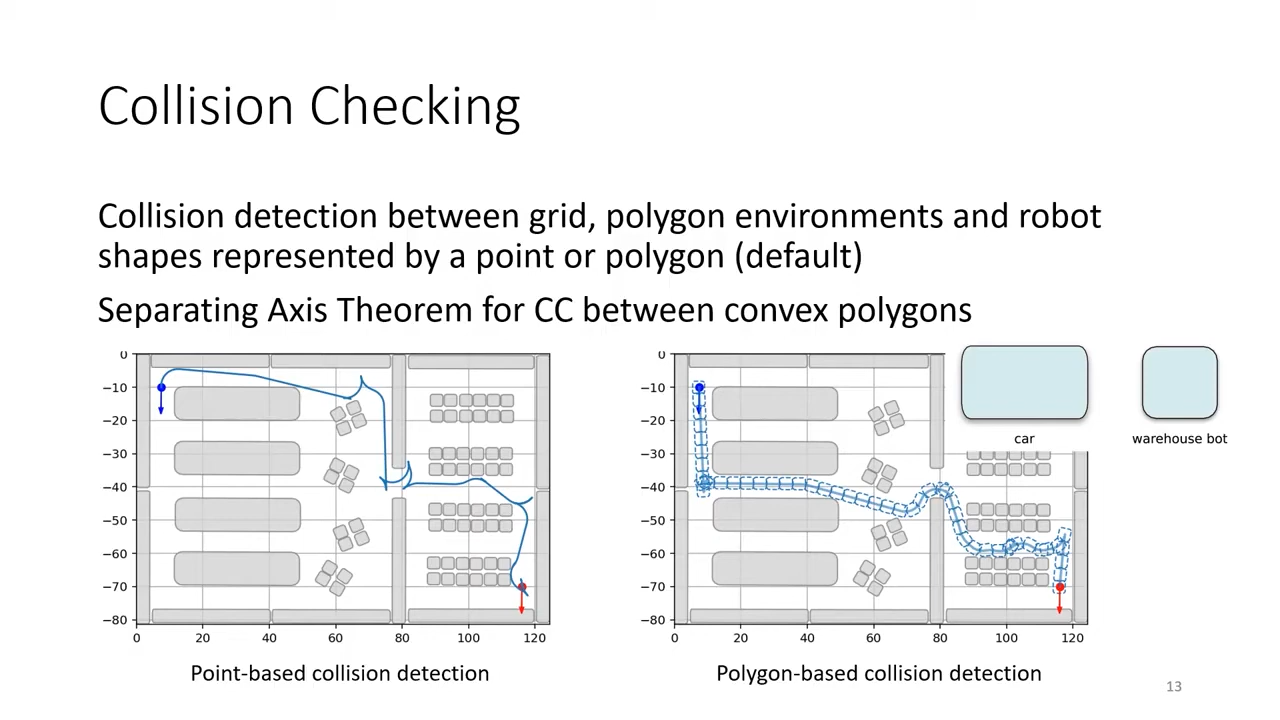 Collision Checking
Collision detection between grid, polygon environments and robot
shapes represented by a point or polygon (default)
Separating Axis Theorem for CC between convex polygons
0
−10
−20
−30
−40
−50
−60
−70
−80
0 20 40 60 80 100 120
Point-based collision detection
0
−10
−20
−30
−40
−50
−60
−70
−80
0 20 40 60 80 100 120
Polygon-based collision detection
car
warehouse bot
13